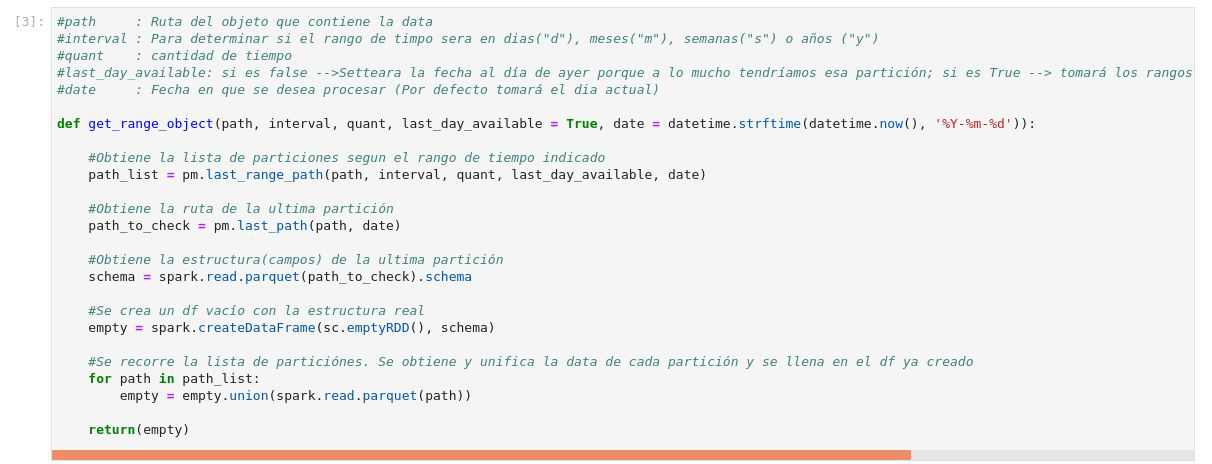 [3]:
#path     : Ruta del objeto que contiene la data
#interval : Para determinar si el rango de timpo sera en dias("d"), meses("m"), semanas("s") o años ("y")
#quant    : cantidad de tiempo
#last_day_available: si es false -->Setteara la fecha al día de ayer porque a lo mucho tendríamos esa partición; si es True --> tomará los rangos
#date     : Fecha en que se desea procesar (Por defecto tomará el dia actual)

def get_range_object(path, interval, quant, last_day_available = True, date = datetime.strftime(datetime.now(), '%Y-%m-%d')):

    #Obtiene la lista de particiones segun el rango de tiempo indicado
    path_list = pm.last_range_path(path, interval, quant, last_day_available, date)

    #Obtiene la ruta de la ultima partición
    path_to_check = pm.last_path(path, date)

    #Obtiene la estructura(campos) de la ultima partición
    schema = spark.read.parquet(path_to_check).schema

    #Se crea un df vacío con la estructura real
    empty = spark.createDataFrame(sc.emptyRDD(), schema)

    #Se recorre la lista de particiónes. Se obtiene y unifica la data de cada partición y se llena en el df ya creado
    for path in path_list:
        empty = empty.union(spark.read.parquet(path))

    return(empty)